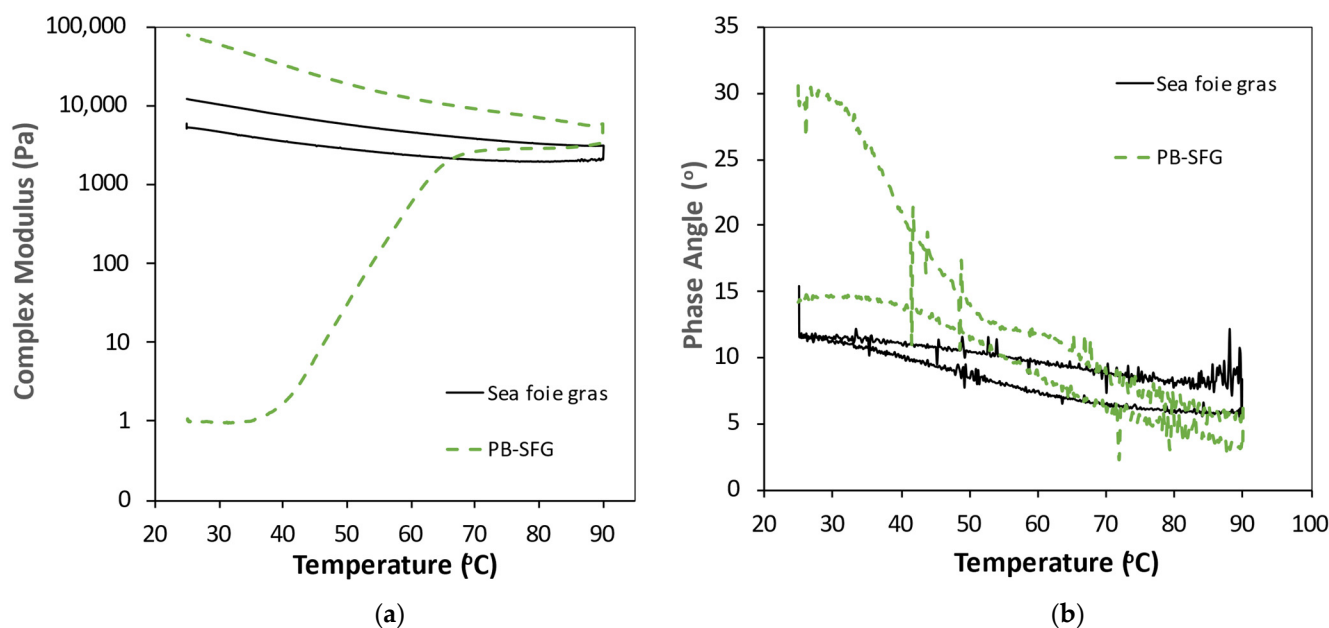 100,000
10,000
1000
100
10
1
0
Complex Modulus (Pa)
Sea foie gras
PB-SFG
20 30 40 50 60 70 80 90
Temperature (ºC)
(a)
35
30
25
20
15
10
5
0
Phase Angle (º)
Sea foie gras
PB-SFG
20 30 40 50 60 70 80 90 100
Temperature (ºC)
(b)